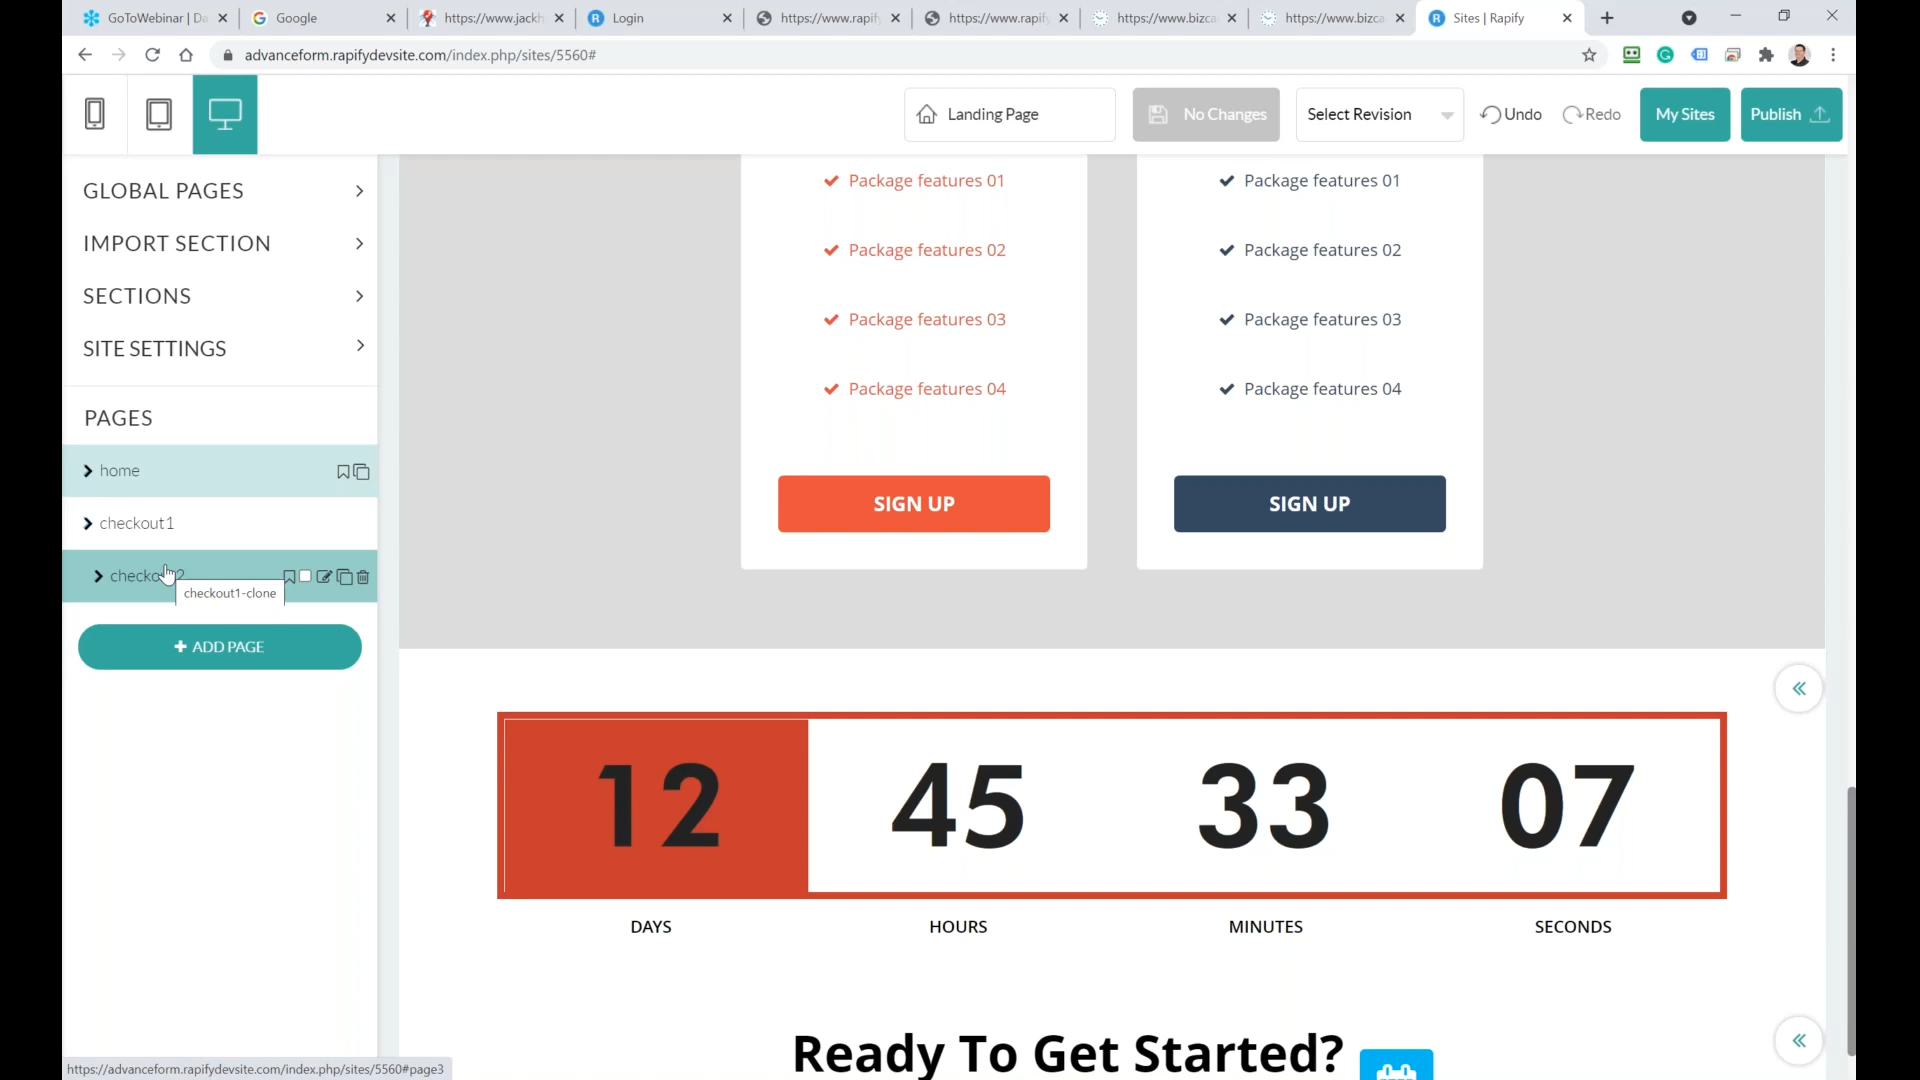 GoToWebinar | Da
Google
https://www.jackh
Login
https://www.rapify
https://www.rapify
https://www.bizca
https://www.bizca
Sites | Rapify
advanceform.rapifydevsite.com/index.php/sites/5560#
Landing Page
No Changes
Select Revision
Undo
Redo
My Sites
Publish
GLOBAL PAGES
IMPORT SECTION
SECTIONS
SITE SETTINGS
PAGES
home
checkout1
checkout2
checkout1-clone
+ ADD PAGE
Package features 01
Package features 02
Package features 03
Package features 04
SIGN UP
Package features 01
Package features 02
Package features 03
Package features 04
SIGN UP
12 45 33 07
DAYS HOURS MINUTES SECONDS
Ready To Get Started?
https://advanceform.rapifydevsite.com/index.php/sites/5560#page3